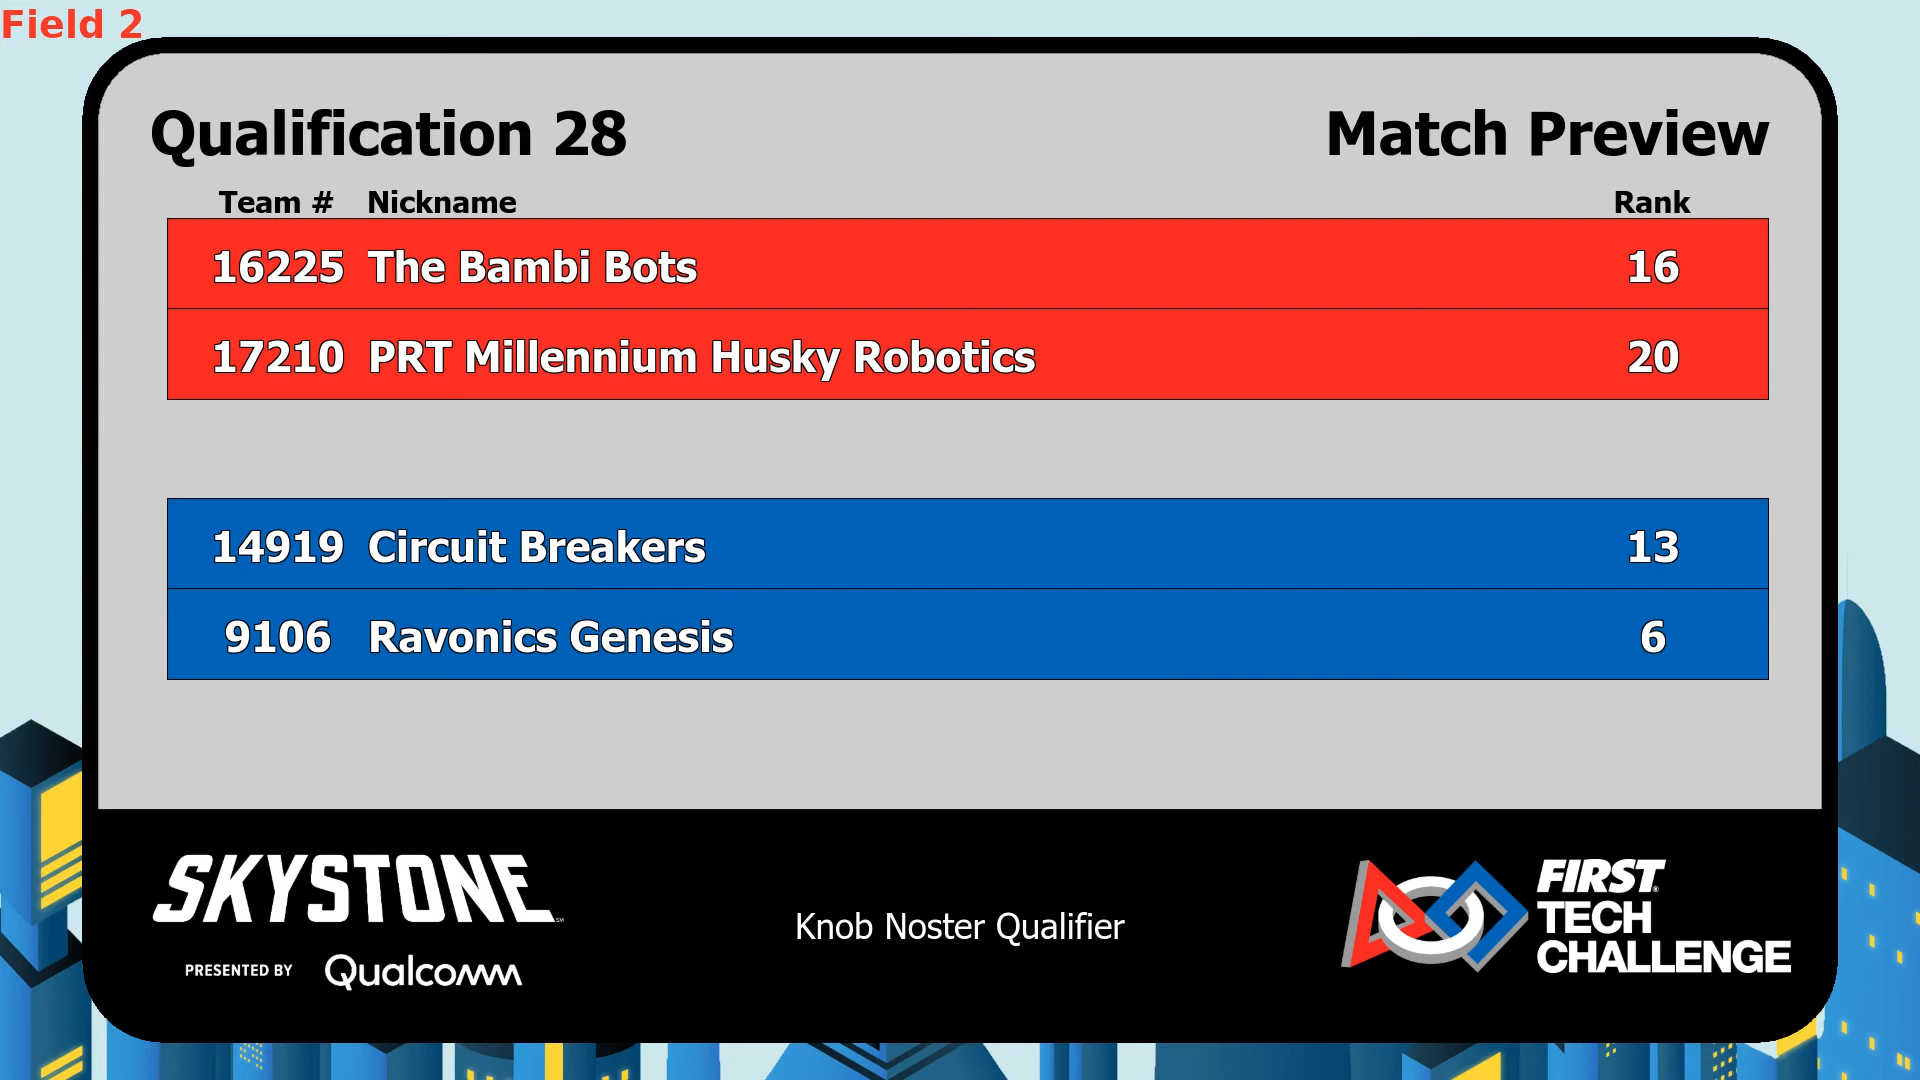 Field 2
Qualification 28 Match Preview
Team # Nickname Rank
16225 The Bambi Bots 16
17210 PRT Millennium Husky Robotics 20
14919 Circuit Breakers 13
9106 Ravonics Genesis 6
SKYSTONE℠
PRESENTED BY Qualcomm
Knob Noster Qualifier
FIRST®
TECH
CHALLENGE